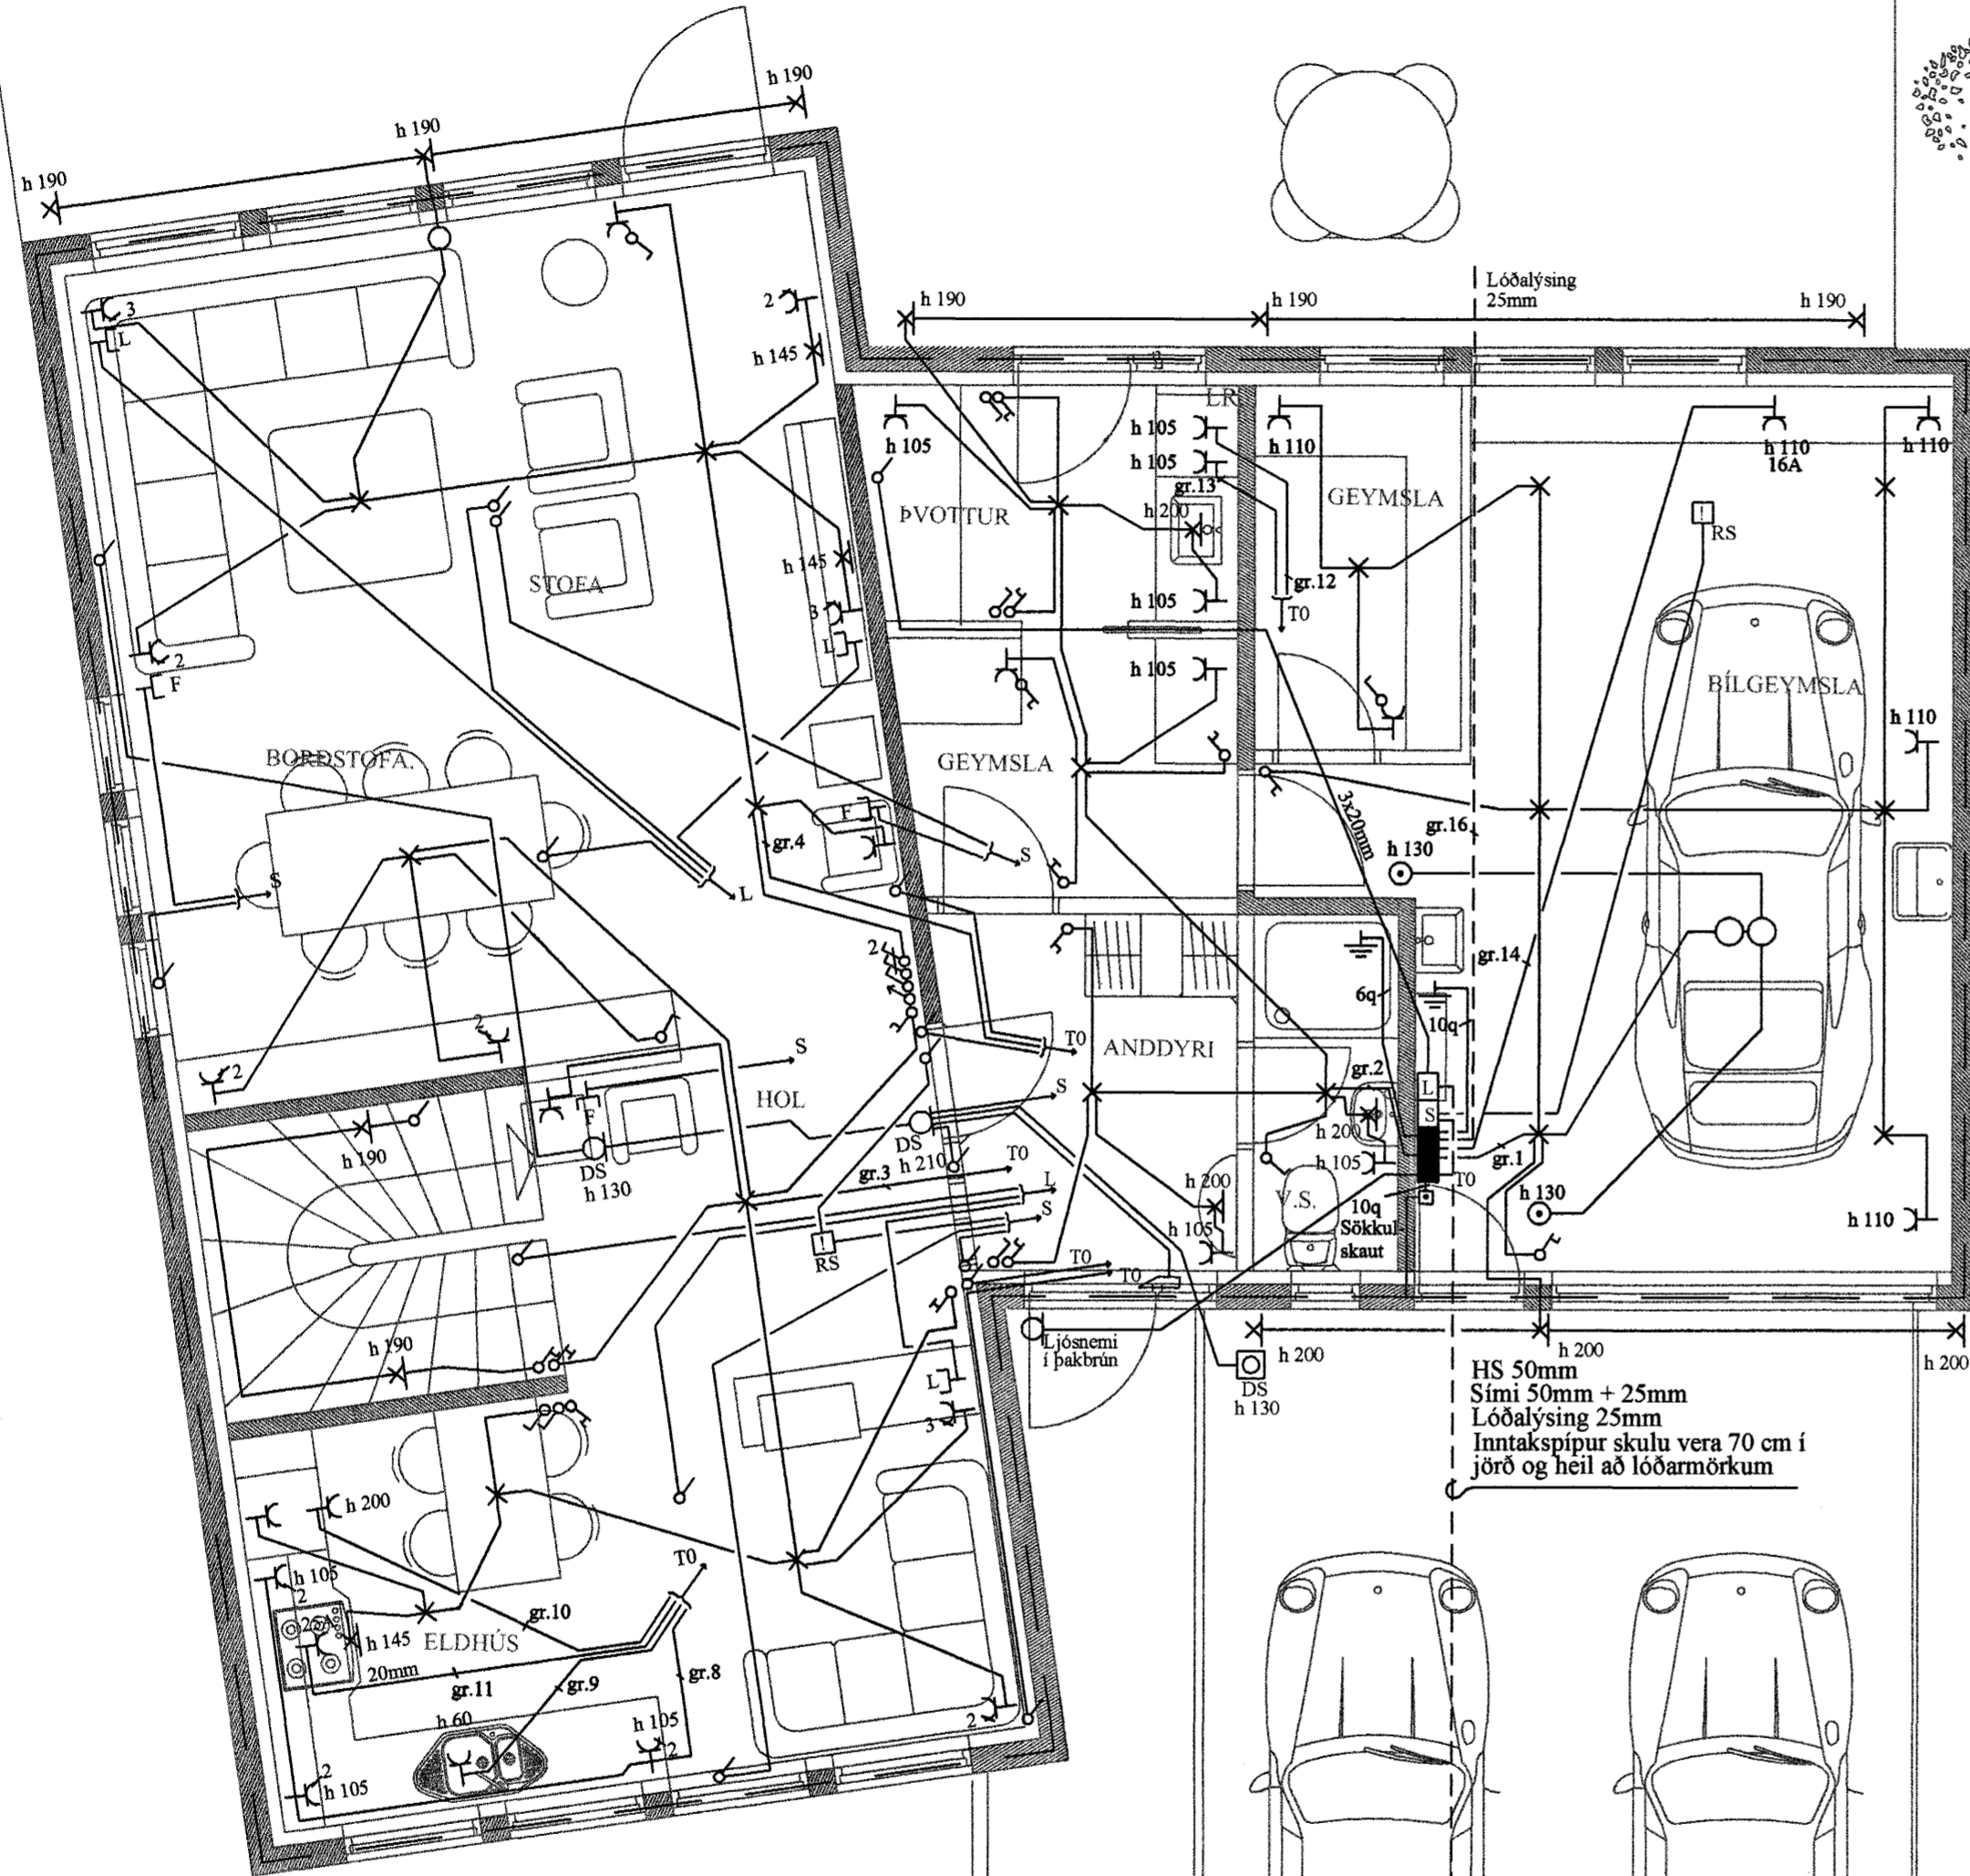 h 190
h 190
h 190
Lóðalýsing
25mm
h 190
h 190
h 190
3
L
2
h 145
LR
h 105
h 105
h 105
h 110
h 110
16A
h 110
gr.13
GEYMSLA
ÞVOTTUR
h 200
RS
h 145
STOFA
gr.12
3
h 105
T0
L
2
F
h 105
BÍLGEYMSLA
h 110
BORÐSTOFA.
GEYMSLA
3x20mm
gr.16
F
gr.4
h 130
S
S
L
2
gr.14
6q
10q
2
S
T0
ANDDYRI
2
gr.2
L
HOL
S
F
S
DS
h 200
h 190
DS
h 130
h 210
T0
h 105
gr.1
gr.3
L
T0
h 200
V.S.
h 130
S
10q
h 105
Sökkul-
skaut
h 110
RS
T0
T0
h 190
Ljósnemi
í þakbrún
h 200
h 200
h 200
DS
h 130
HS 50mm
Sími 50mm + 25mm
Lóðalýsing 25mm
Inntakspípur skulu vera 70 cm í
jörð og heil að lóðarmörkum
L
3
h 200
T0
h 105
2
gr.10
h 145
ELDHÚS
20mm
gr.11
gr.9
gr.8
h 60
h 105
2
2
2
h 105